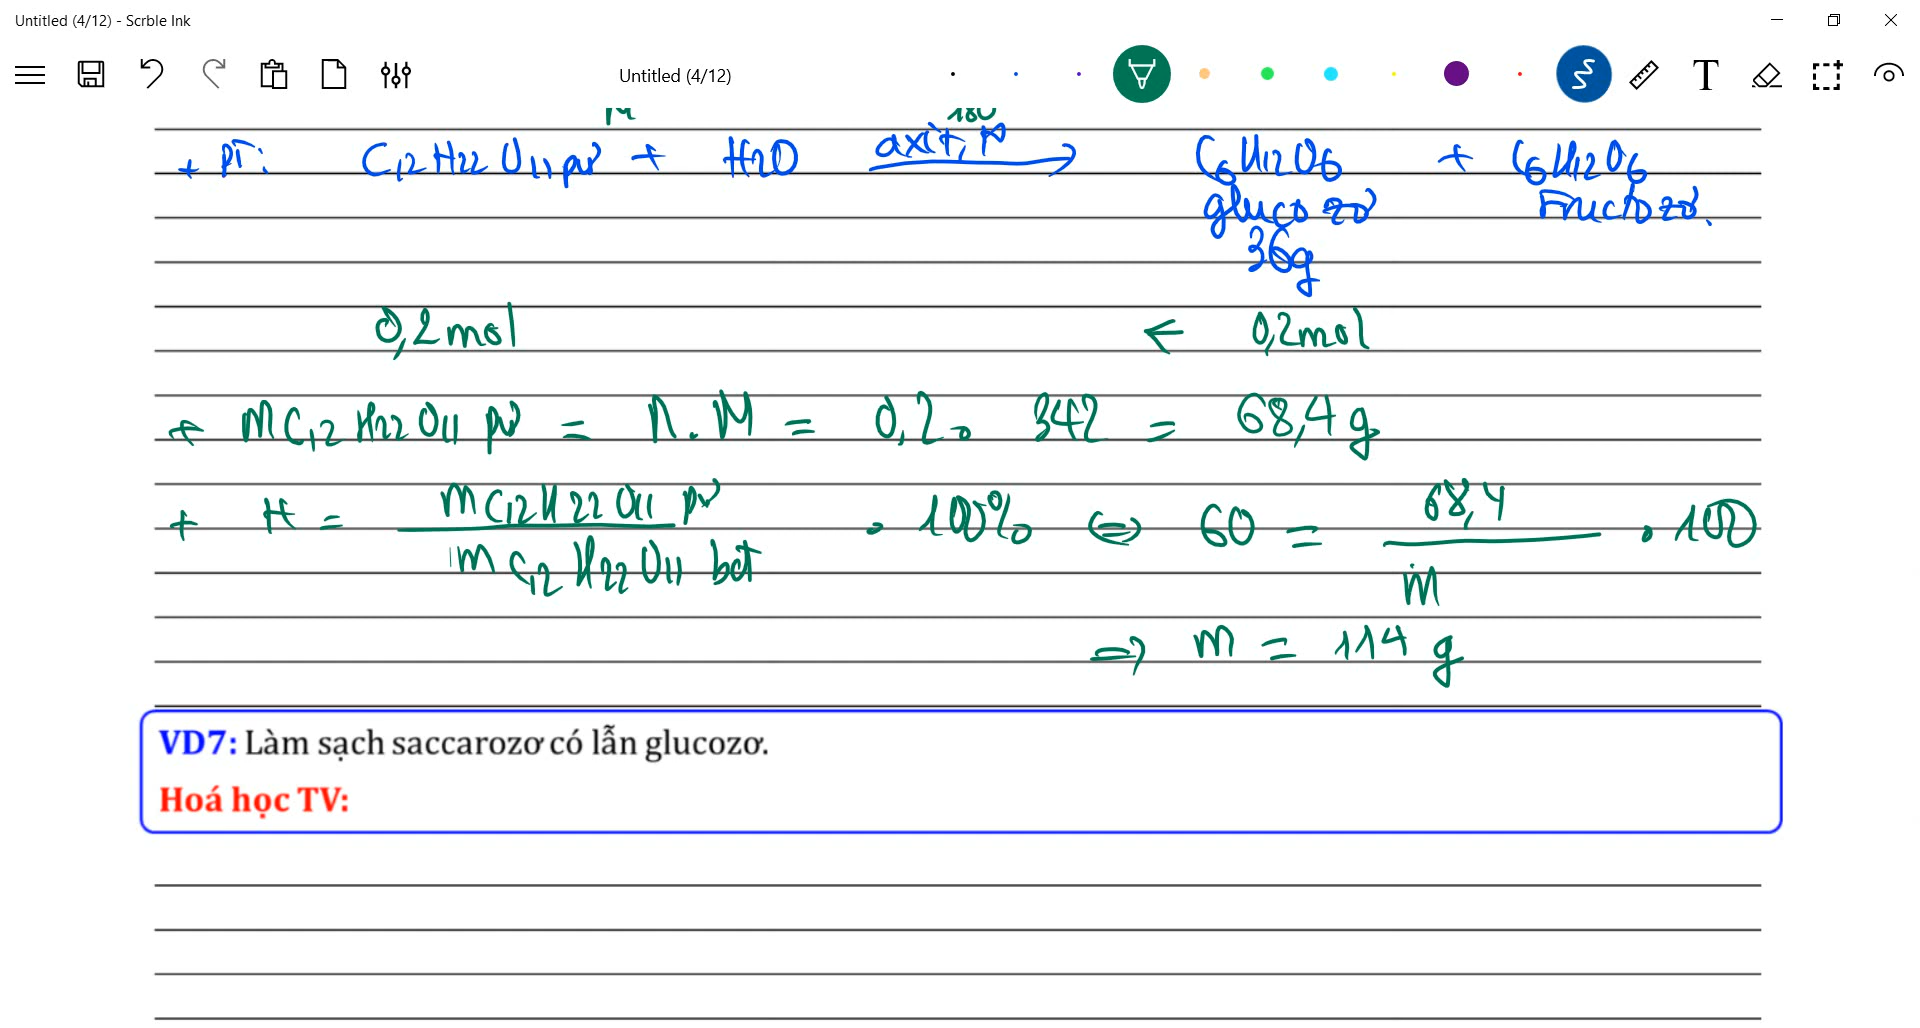 Untitled (4/12) - Scrble Ink
Untitled (4/12) T
M 180
+ PT: C12H22O11 pư + H2O axit, t° → C6H12O6 + C6H12O6
glucozơ Fructozơ.
36g
0,2mol ← 0,2mol
+ mC12H22O11 pư = n.M = 0,2. 342 = 68,4g
+ H = mC12H22O11 pư / mC12H22O11 bđ . 100% ⇔ 60 = 68,4 / m . 100
⇒ m = 114 g
VD7: Làm sạch saccarozơ có lẫn glucozơ.
Hoá học TV: